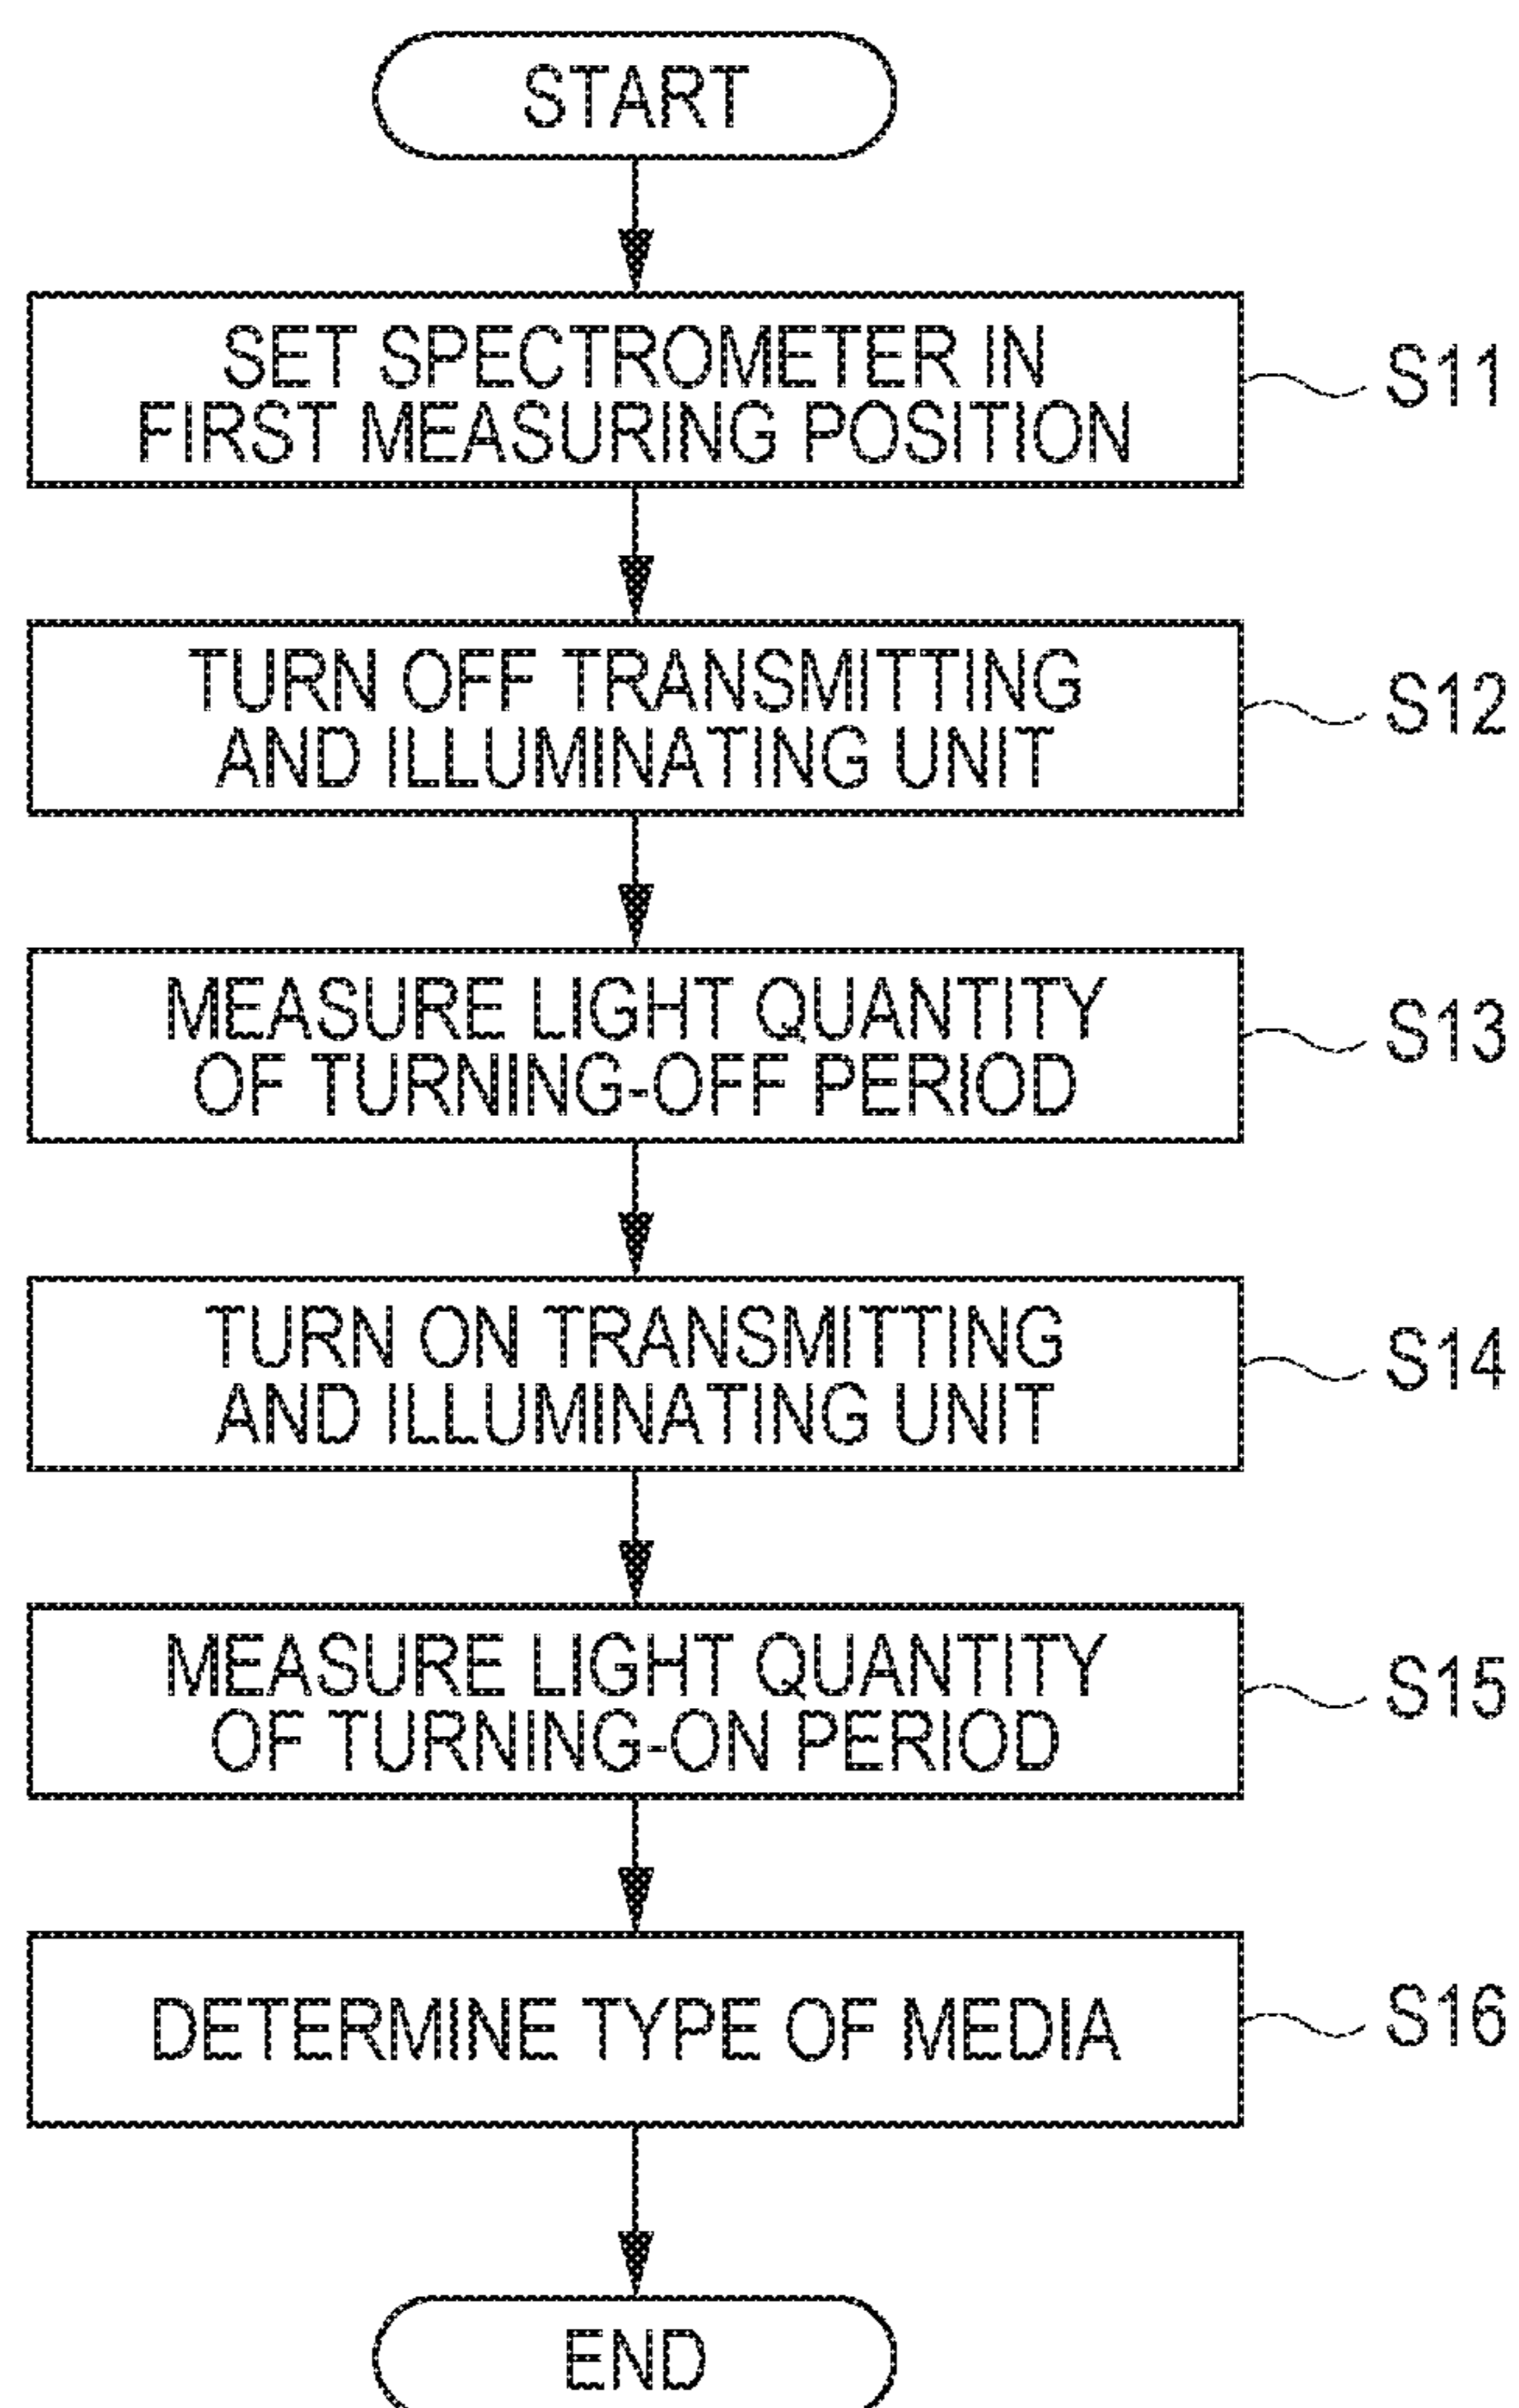 START
SET SPECTROMETER IN
FIRST MEASURING POSITION
S11
TURN OFF TRANSMITTING
AND ILLUMINATING UNIT
S12
MEASURE LIGHT QUANTITY
OF TURNING-OFF PERIOD
S13
TURN ON TRANSMITTING
AND ILLUMINATING UNIT
S14
MEASURE LIGHT QUANTITY
OF TURNING-ON PERIOD
S15
DETERMINE TYPE OF MEDIA
S16
END